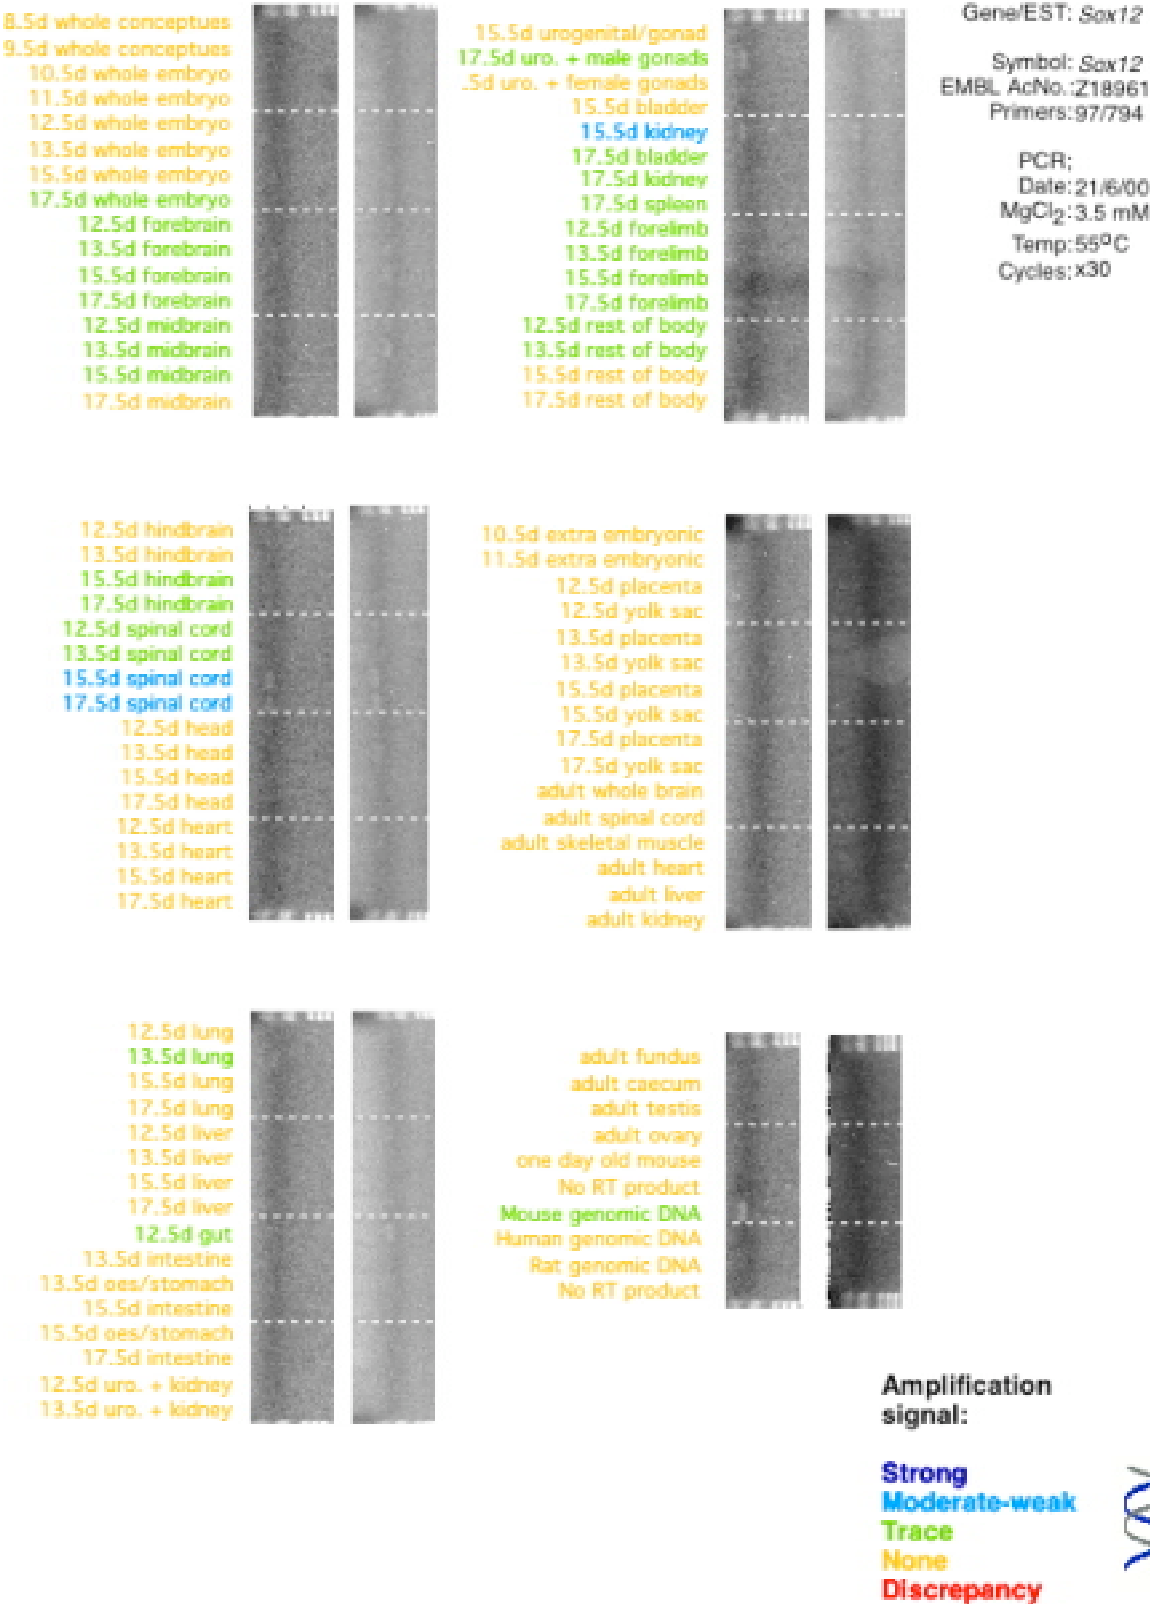 8.5d whole conceptues
9.5d whole conceptues
10.5d whole embryo
11.5d whole embryo
12.5d whole embryo
13.5d whole embryo
15.5d whole embryo
17.5d whole embryo
12.5d forebrain
13.5d forebrain
15.5d forebrain
17.5d forebrain
12.5d midbrain
13.5d midbrain
15.5d midbrain
17.5d midbrain
15.5d urogenital/gonad
17.5d uro. + male gonads
.5d uro. + female gonads
15.5d bladder
15.5d kidney
17.5d bladder
17.5d kidney
17.5d spleen
12.5d forelimb
13.5d forelimb
15.5d forelimb
17.5d forelimb
12.5d rest of body
13.5d rest of body
15.5d rest of body
17.5d rest of body
Gene/EST: Sox12
Symbol: Sox12
EMBL AcNo.:Z18961
Primers:97/794
PCR;
Date:21/6/00
MgCl2:3.5 mM
Temp:55ºC
Cycles:x30
12.5d hindbrain
13.5d hindbrain
15.5d hindbrain
17.5d hindbrain
12.5d spinal cord
13.5d spinal cord
15.5d spinal cord
17.5d spinal cord
12.5d head
13.5d head
15.5d head
17.5d head
12.5d heart
13.5d heart
15.5d heart
17.5d heart
10.5d extra embryonic
11.5d extra embryonic
12.5d placenta
12.5d yolk sac
13.5d placenta
13.5d yolk sac
15.5d placenta
15.5d yolk sac
17.5d placenta
17.5d yolk sac
adult whole brain
adult spinal cord
adult skeletal muscle
adult heart
adult liver
adult kidney
12.5d lung
13.5d lung
15.5d lung
17.5d lung
12.5d liver
13.5d liver
15.5d liver
17.5d liver
12.5d gut
13.5d intestine
13.5d oes/stomach
15.5d intestine
15.5d oes/stomach
17.5d intestine
12.5d uro. + kidney
13.5d uro. + kidney
adult fundus
adult caecum
adult testis
adult ovary
one day old mouse
No RT product
Mouse genomic DNA
Human genomic DNA
Rat genomic DNA
No RT product
Amplification
signal:
Strong
Moderate-weak
Trace
None
Discrepancy